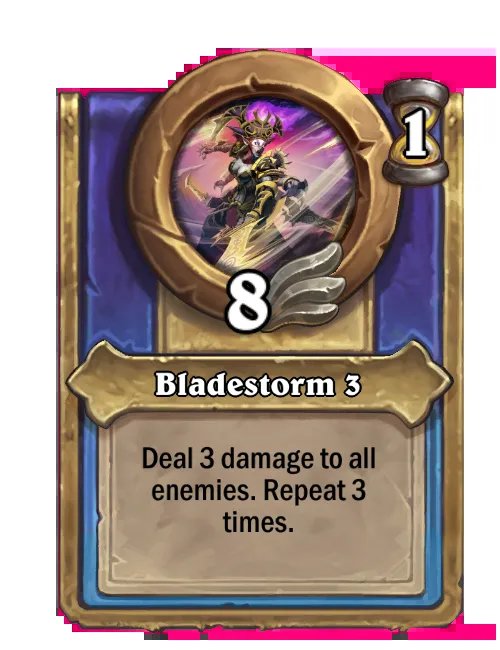 1
8
Bladestorm 3
Deal 3 damage to all
enemies. Repeat 3
times.